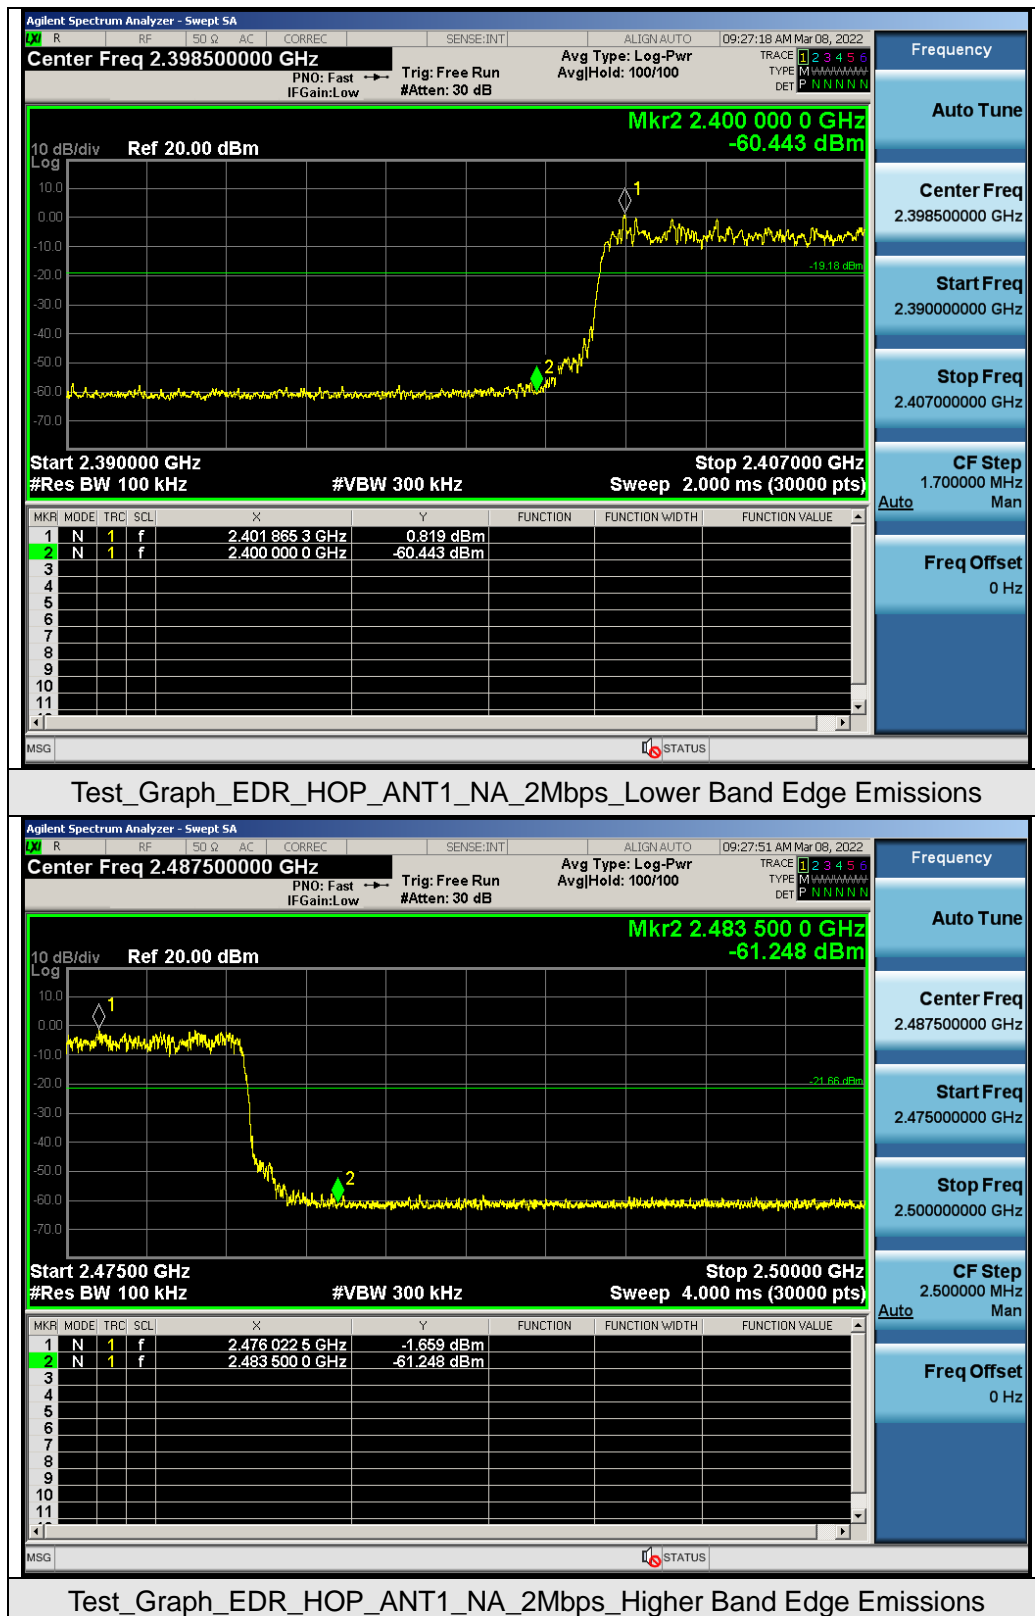 Agilent Spectrum Analyzer - Swept SA
LXI R RF 50 Ω AC CORREC SENSE:INT ALIGN AUTO 09:27:18 AM Mar 08, 2022
Center Freq 2.398500000 GHz
PNO: Fast
IFGain:Low
Trig: Free Run
#Atten: 30 dB
Avg Type: Log-Pwr
Avg|Hold: 100/100
TRACE 1 2 3 4 5 6
TYPE M WWWWW
DET P N N N N N
Mkr2 2.400 000 0 GHz
-60.443 dBm
10 dB/div Ref 20.00 dBm
Log
10.0
0.00
-10.0
-20.0
-30.0
-40.0
-50.0
-60.0
-70.0
1
2
-19.18 dBm
Start 2.390000 GHz Stop 2.407000 GHz
#Res BW 100 kHz #VBW 300 kHz Sweep 2.000 ms (30000 pts)
MKR MODE TRC SCL X Y FUNCTION FUNCTION WIDTH FUNCTION VALUE
1 N 1 f 2.401 865 3 GHz 0.819 dBm
2 N 1 f 2.400 000 0 GHz -60.443 dBm
3
4
5
6
7
8
9
10
11
MSG STATUS
Frequency
Auto Tune
Center Freq
2.398500000 GHz
Start Freq
2.390000000 GHz
Stop Freq
2.407000000 GHz
CF Step
1.700000 MHz
Auto Man
Freq Offset
0 Hz
Test_Graph_EDR_HOP_ANT1_NA_2Mbps_Lower Band Edge Emissions
Agilent Spectrum Analyzer - Swept SA
LXI R RF 50 Ω AC CORREC SENSE:INT ALIGN AUTO 09:27:51 AM Mar 08, 2022
Center Freq 2.487500000 GHz
PNO: Fast
IFGain:Low
Trig: Free Run
#Atten: 30 dB
Avg Type: Log-Pwr
Avg|Hold: 100/100
TRACE 1 2 3 4 5 6
TYPE M WWWWW
DET P N N N N N
Mkr2 2.483 500 0 GHz
-61.248 dBm
10 dB/div Ref 20.00 dBm
Log
10.0
0.00
-10.0
-20.0
-30.0
-40.0
-50.0
-60.0
-70.0
1
2
-21.66 dBm
Start 2.47500 GHz Stop 2.50000 GHz
#Res BW 100 kHz #VBW 300 kHz Sweep 4.000 ms (30000 pts)
MKR MODE TRC SCL X Y FUNCTION FUNCTION WIDTH FUNCTION VALUE
1 N 1 f 2.476 022 5 GHz -1.659 dBm
2 N 1 f 2.483 500 0 GHz -61.248 dBm
3
4
5
6
7
8
9
10
11
MSG STATUS
Frequency
Auto Tune
Center Freq
2.487500000 GHz
Start Freq
2.475000000 GHz
Stop Freq
2.500000000 GHz
CF Step
2.500000 MHz
Auto Man
Freq Offset
0 Hz
Test_Graph_EDR_HOP_ANT1_NA_2Mbps_Higher Band Edge Emissions